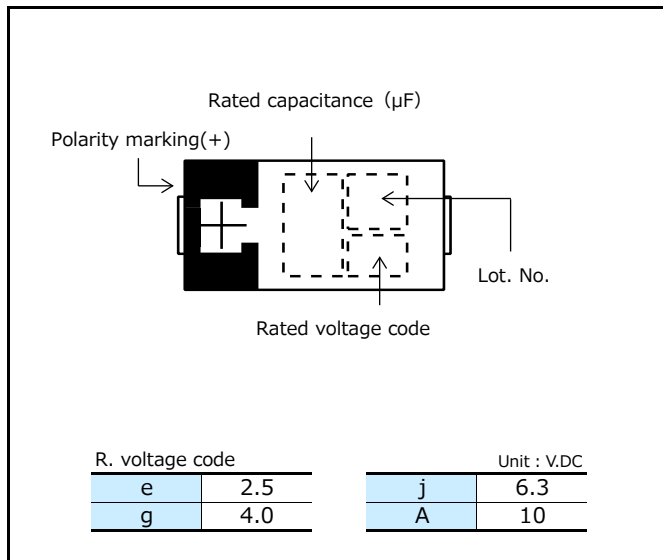 Rated capacitance (μF)
Polarity marking(+)
Lot. No.
Rated voltage code
R. voltage code
Unit : V.DC
e 2.5 j 6.3
g 4.0 A 10